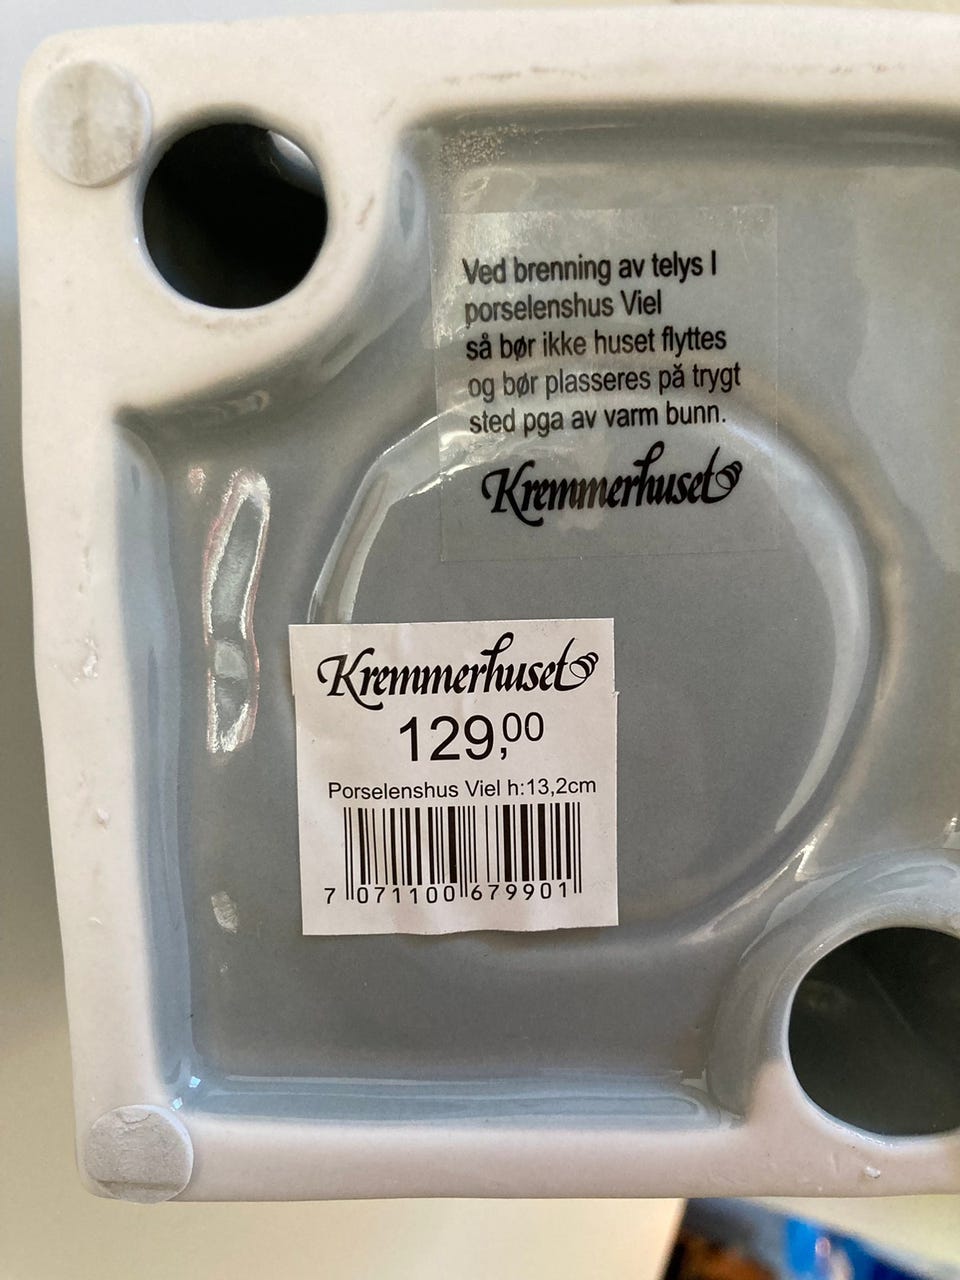 Ved brenning av telys I
porselenshus Viel
så bør ikke huset flyttes
og bør plasseres på trygt
sted pga av varm bunn.
Kremmerhuset
Kremmerhuset
129,00
Porselenshus Viel h:13,2cm
7 071100 679901